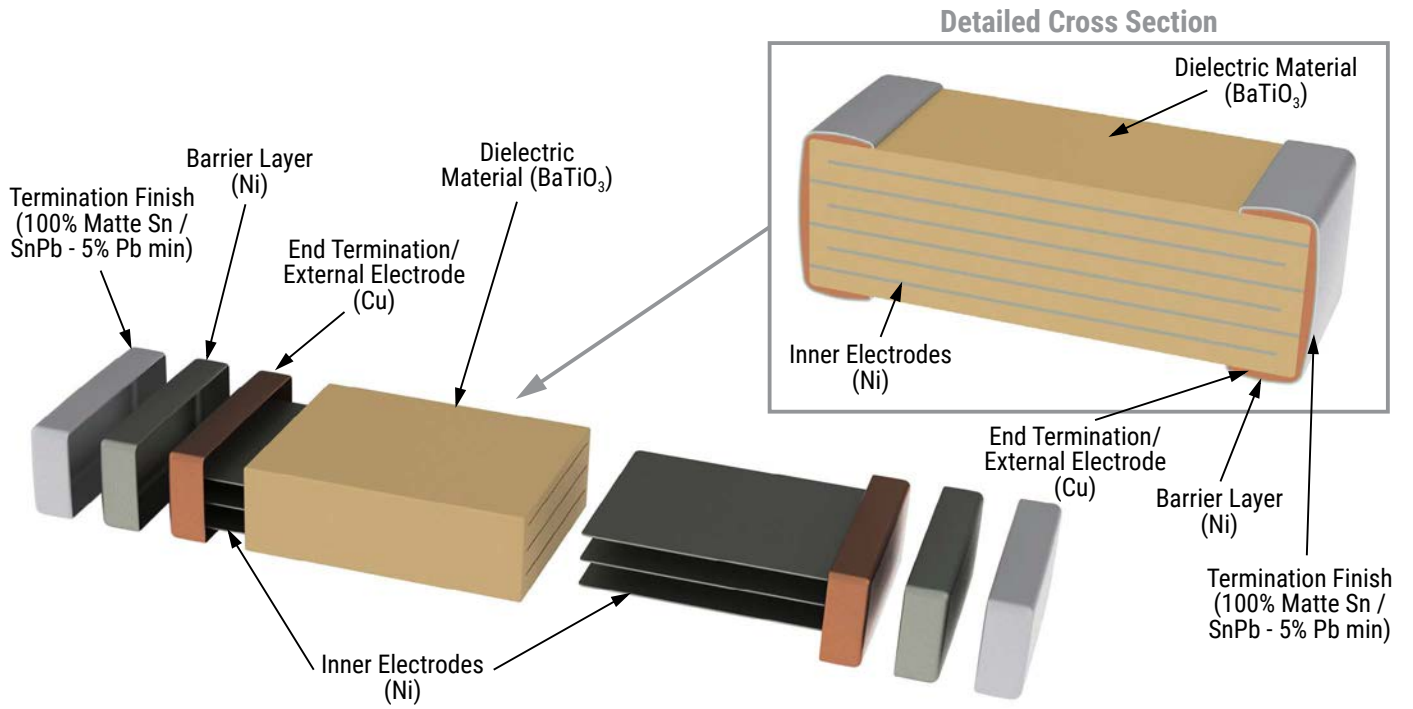 Detailed Cross Section
Dielectric Material
(BaTiO₃)
Inner Electrodes
(Ni)
End Termination/
External Electrode
(Cu)
Barrier Layer
(Ni)
Termination Finish
(100% Matte Sn /
SnPb - 5% Pb min)
Termination Finish
(100% Matte Sn /
SnPb - 5% Pb min)
Barrier Layer
(Ni)
End Termination/
External Electrode
(Cu)
Dielectric
Material (BaTiO₃)
Inner Electrodes
(Ni)